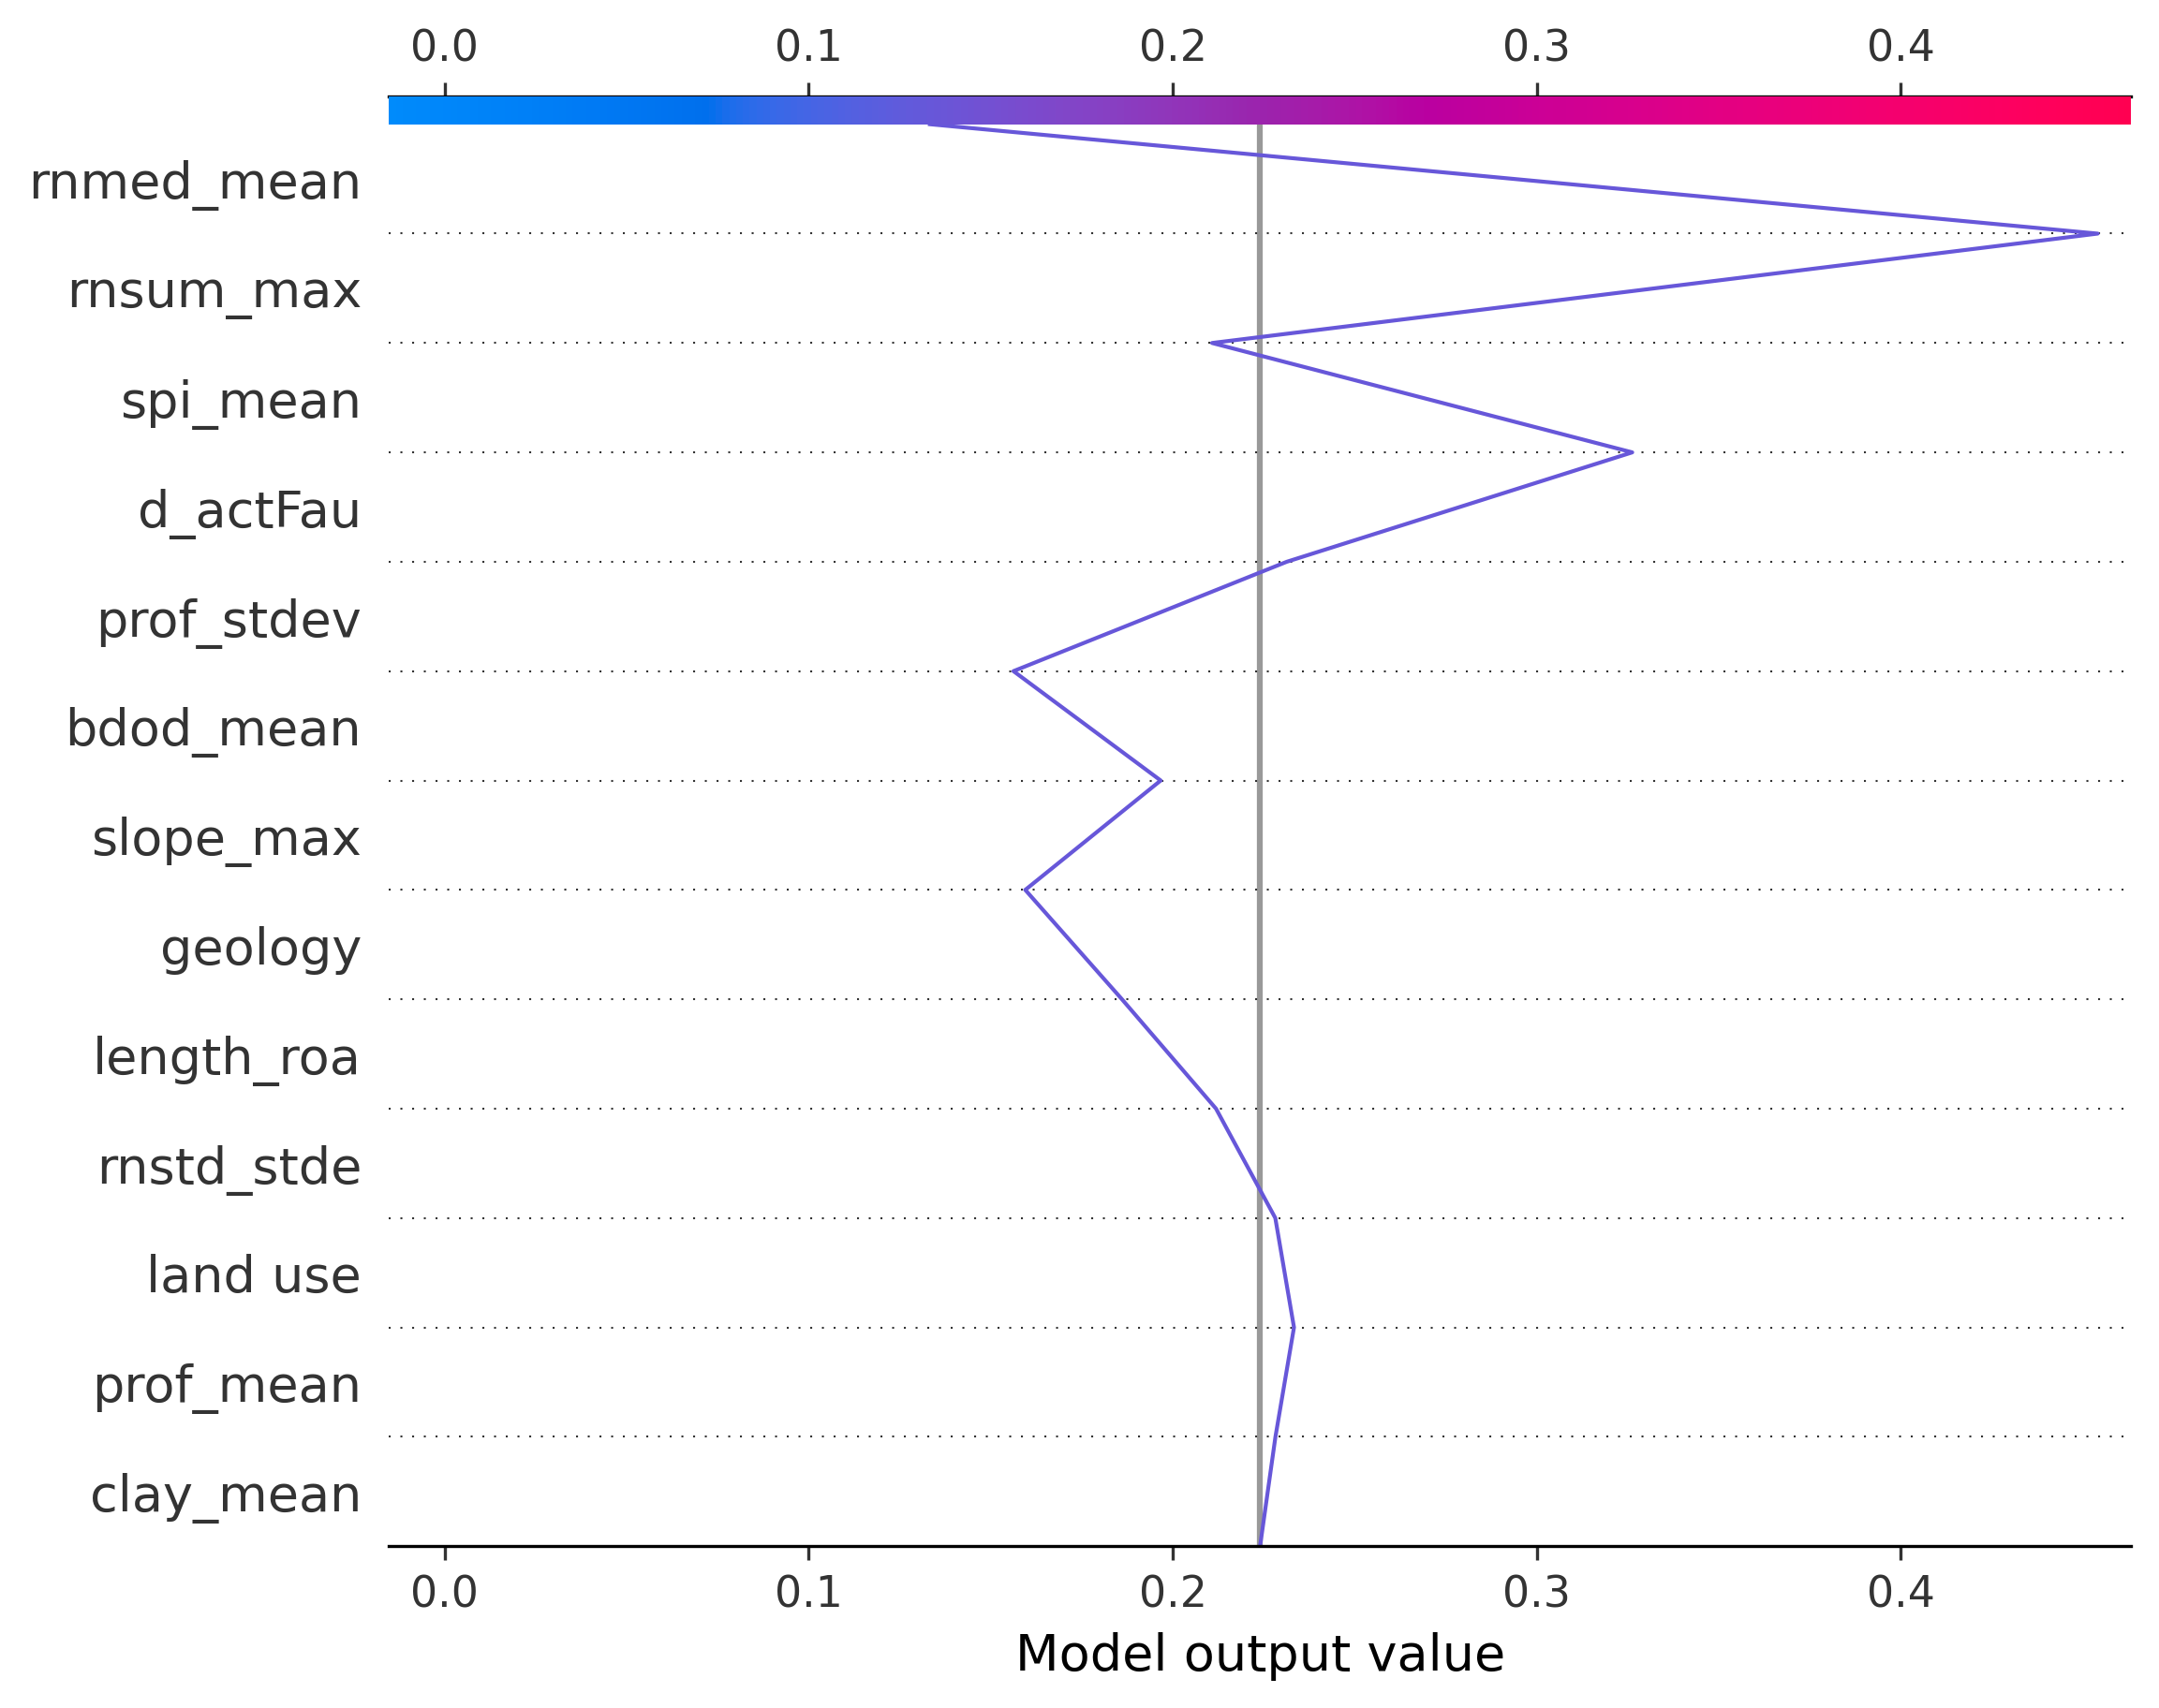 0.0 0.1 0.2 0.3 0.4
rnmed_mean
rnsum_max
spi_mean
d_actFau
prof_stdev
bdod_mean
slope_max
geology
length_roa
rnstd_stde
land use
prof_mean
clay_mean
0.0 0.1 0.2 0.3 0.4
Model output value